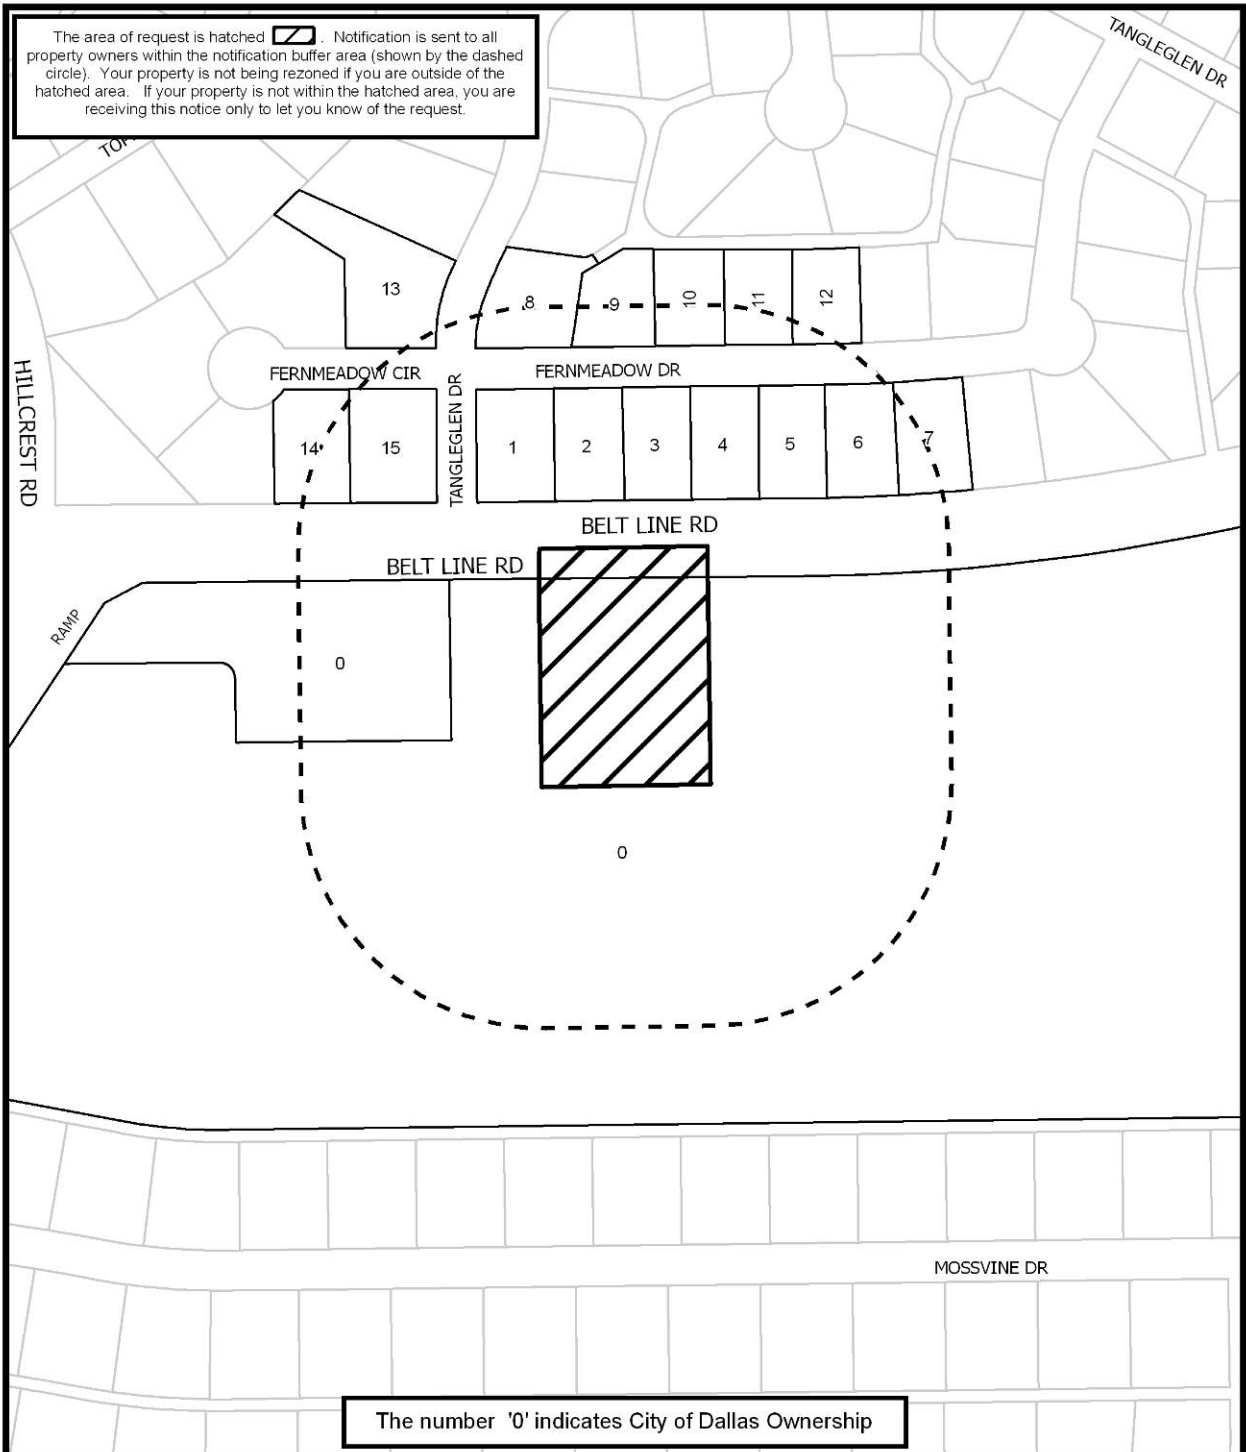 The area of request is hatched . Notification is sent to all
property owners within the notification buffer area (shown by the dashed
circle). Your property is not being rezoned if you are outside of the
hatched area. If your property is not within the hatched area, you are
receiving this notice only to let you know of the request.
TANGLEGLEN DR
13
8
9
10
11
12
HILLCREST RD
FERNMEADOW CIR
FERNMEADOW DR
TANGLEGLEN DR
14
15
1
2
3
4
5
6
7
BELT LINE RD
BELT LINE RD
RAMP
0
0
MOSSVINE DR
The number '0' indicates City of Dallas Ownership